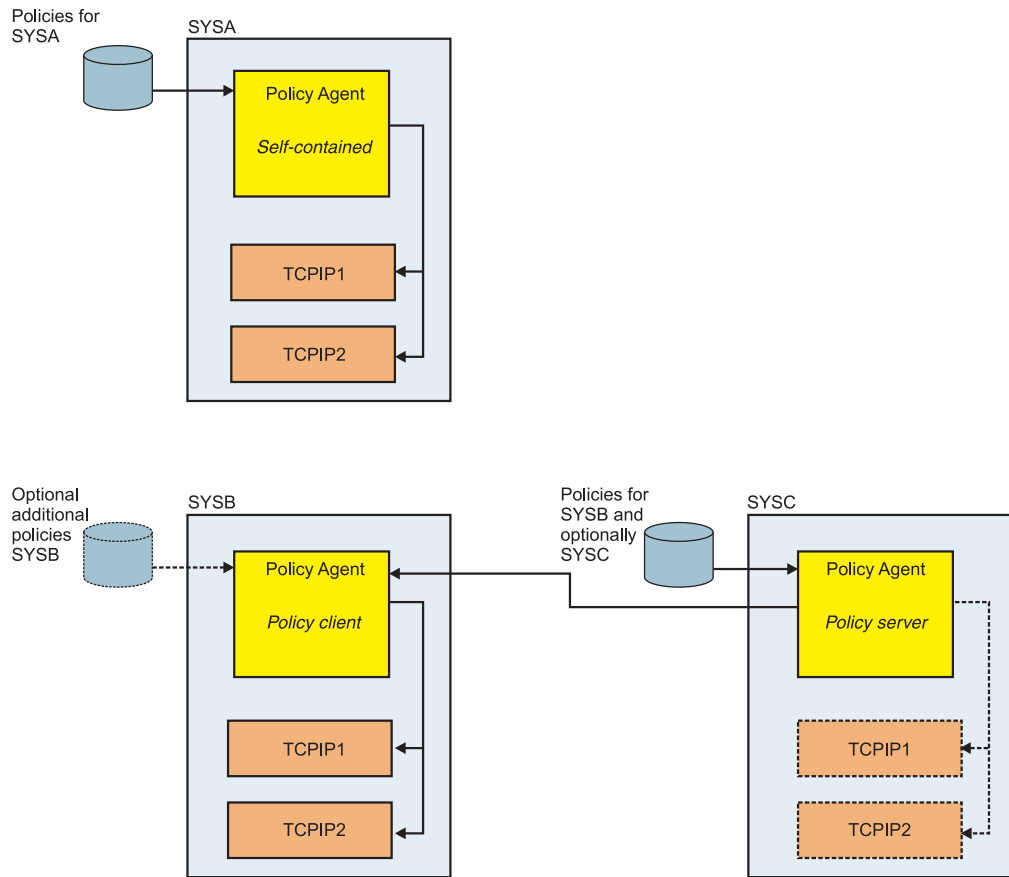 Policies for
SYSA
SYSA
Policy Agent
Self-contained
TCPIP1
TCPIP2
Optional
additional
policies
SYSB
SYSB
Policy Agent
Policy client
TCPIP1
TCPIP2
Policies for
SYSB and
optionally
SYSC
SYSC
Policy Agent
Policy server
TCPIP1
TCPIP2